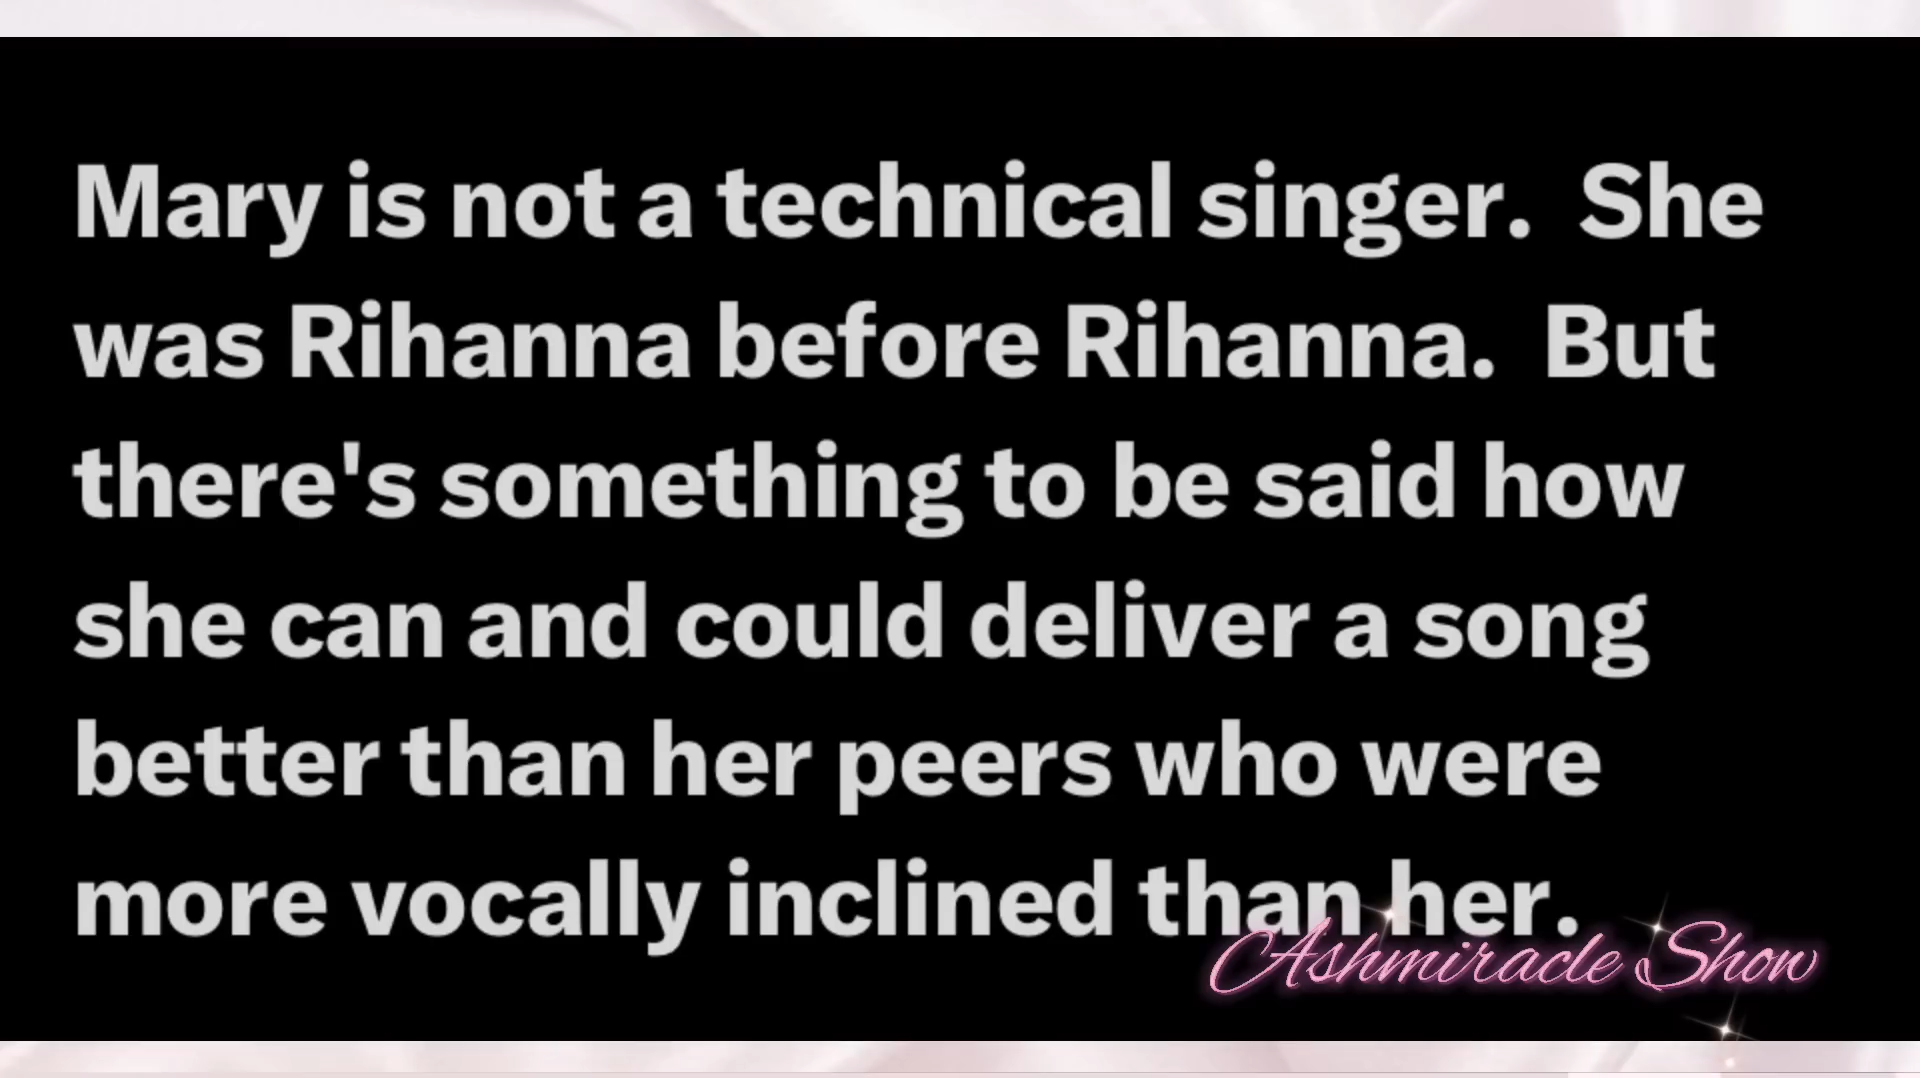 Mary is not a technical singer.  She
was Rihanna before Rihanna.  But
there's something to be said how
she can and could deliver a song
better than her peers who were
more vocally inclined than her.
Ashmiracle Show